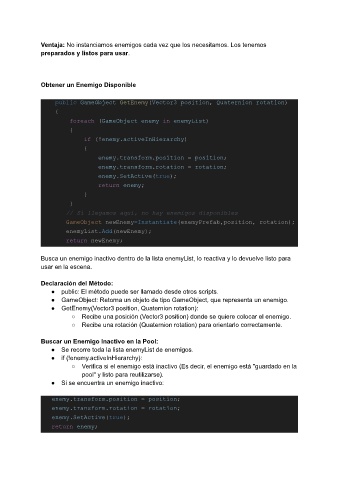 Ventaja: No instanciamos enemigos cada vez que los necesitamos. Los tenemos
preparados y listos para usar.
Obtener un Enemigo Disponible
public GameObject GetEnemy(Vector3 position, Quaternion rotation)
{
foreach (GameObject enemy in enemyList)
{
if (!enemy.activeInHierarchy)
{
enemy.transform.position = position;
enemy.transform.rotation = rotation;
enemy.SetActive(true);
return enemy;
}
}
// Si llegamos aquí, no hay enemigos disponibles
GameObject newEnemy=Instantiate(enemyPrefab,position, rotation);
enemyList.Add(newEnemy);
return newEnemy;
Busca un enemigo inactivo dentro de la lista enemyList, lo reactiva y lo devuelve listo para
usar en la escena.
Declaración del Método:
● public: El método puede ser llamado desde otros scripts.
● GameObject: Retorna un objeto de tipo GameObject, que representa un enemigo.
● GetEnemy(Vector3 position, Quaternion rotation):
○ Recibe una posición (Vector3 position) donde se quiere colocar el enemigo.
○ Recibe una rotación (Quaternion rotation) para orientarlo correctamente.
Buscar un Enemigo Inactivo en la Pool:
● Se recorre toda la lista enemyList de enemigos.
● if (!enemy.activeInHierarchy):
○ Verifica si el enemigo está inactivo (Es decir, el enemigo está "guardado en la
pool" y listo para reutilizarse).
● Si se encuentra un enemigo inactivo:
enemy.transform.position = position;
enemy.transform.rotation = rotation;
enemy.SetActive(true);
return enemy;